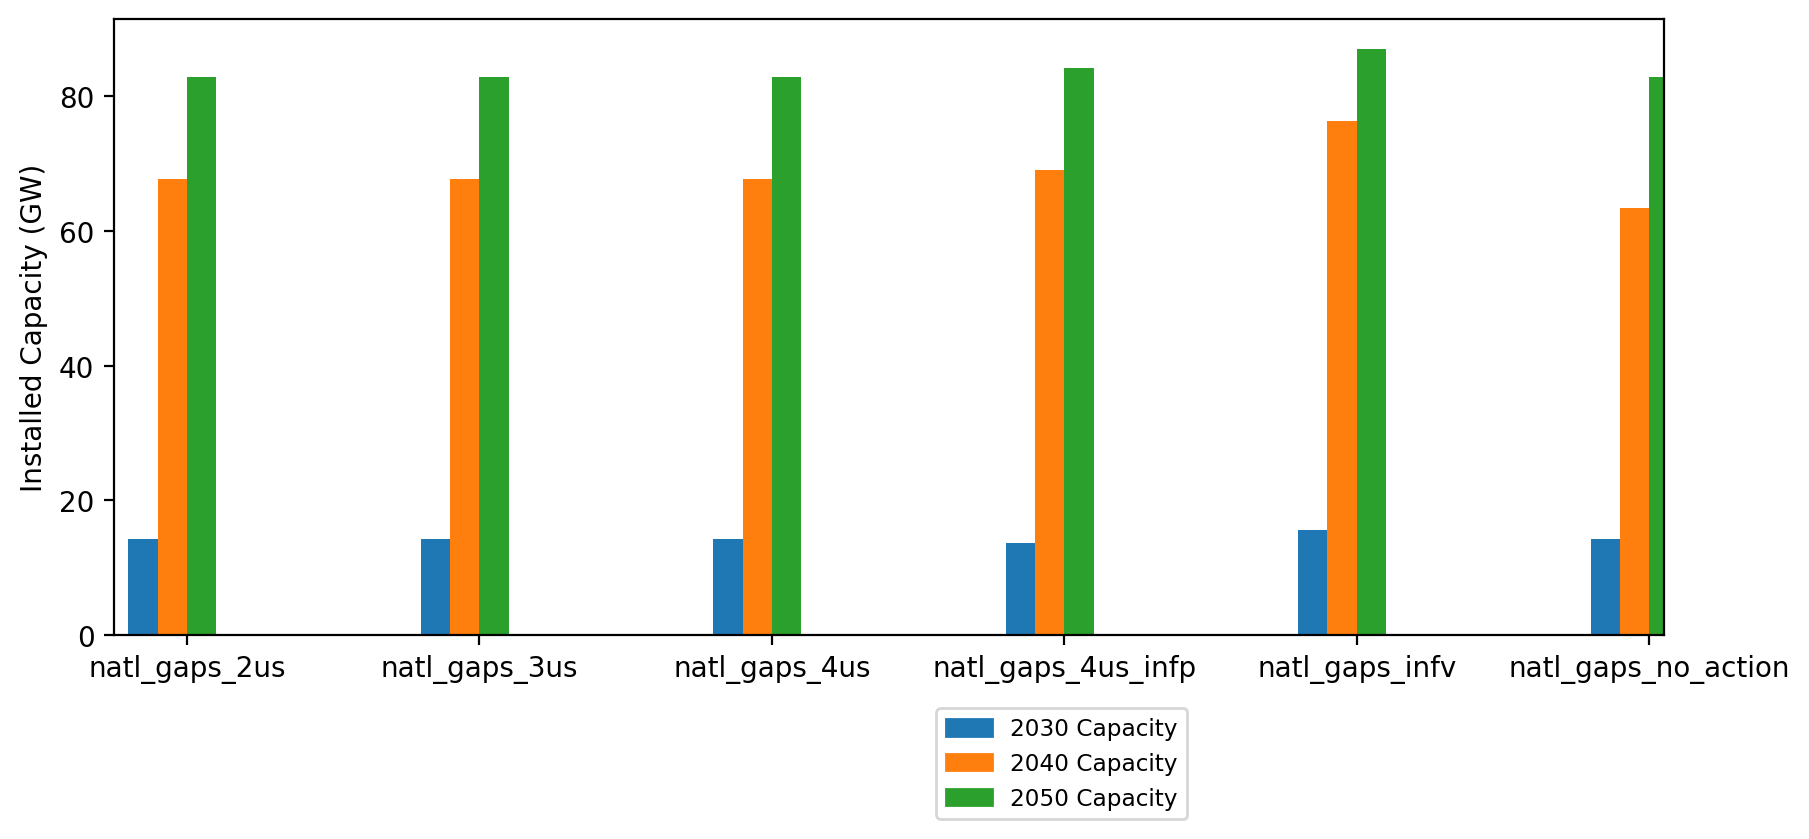 Installed Capacity (GW)
80
60
40
20
0
natl_gaps_2us natl_gaps_3us natl_gaps_4us natl_gaps_4us_infp natl_gaps_infv natl_gaps_no_action
2030 Capacity
2040 Capacity
2050 Capacity